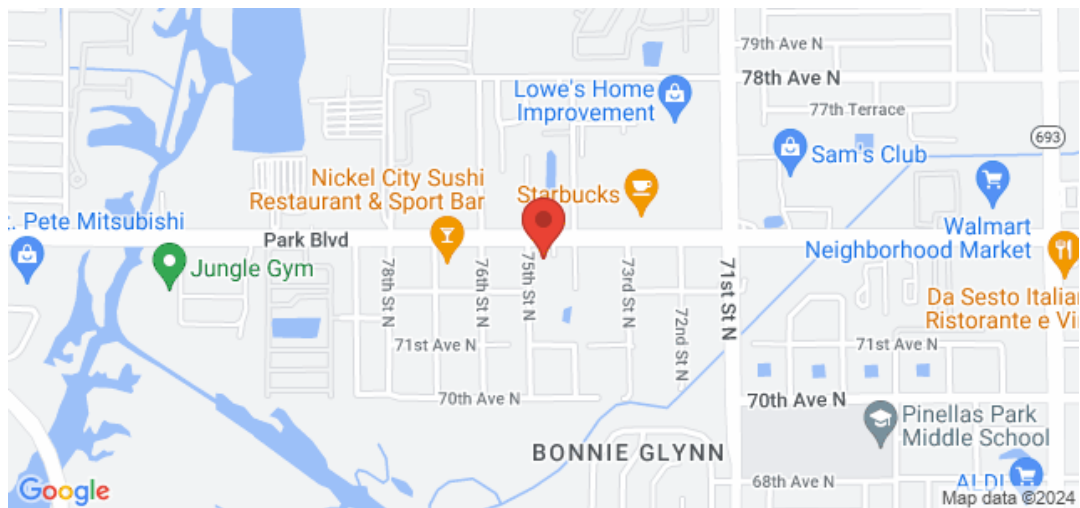 79th Ave N
78th Ave N
Lowe's Home
Improvement
77th Terrace
693
Sam's Club
Nickel City Sushi
Restaurant & Sport Bar
Starbucks
t. Pete Mitsubishi
Walmart
Neighborhood Market
Park Blvd
Jungle Gym
78th St N
76th St N
75th St N
73rd St N
71st St N
72nd St N
Da Sesto Italian
Ristorante e Vi
71st Ave N
71st Ave N
70th Ave N
70th Ave N
Pinellas Park
Middle School
BONNIE GLYNN
68th Ave N
ALDI
Google
Map data ©2024